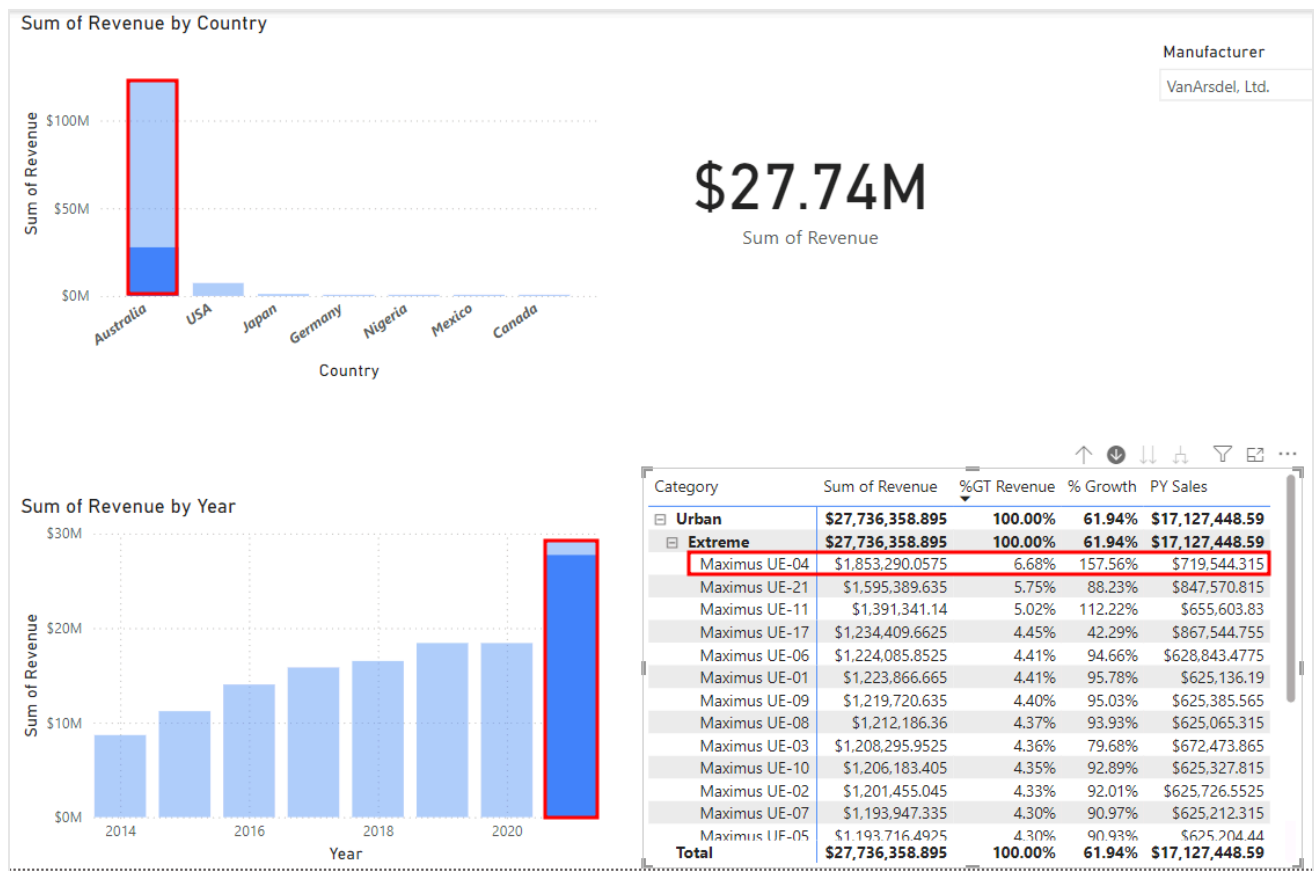 Sum of Revenue by Country
Manufacturer
VanArsdel, Ltd.
Sum of Revenue
$100M
$50M
$0M
Australia
USA
Japan
Germany
Nigeria
Mexico
Canada
Country
$27.74M
Sum of Revenue
Sum of Revenue by Year
Sum of Revenue
$30M
$20M
$10M
$0M
2014 2016 2018 2020
Year
Category Sum of Revenue %GT Revenue % Growth PY Sales
Urban $27,736,358.895 100.00% 61.94% $17,127,448.59
Extreme $27,736,358.895 100.00% 61.94% $17,127,448.59
Maximus UE-04 $1,853,290.0575 6.68% 157.56% $719,544.315
Maximus UE-21 $1,595,389.635 5.75% 88.23% $847,570.815
Maximus UE-11 $1,391,341.14 5.02% 112.22% $655,603.83
Maximus UE-17 $1,234,409.6625 4.45% 42.29% $867,544.755
Maximus UE-06 $1,224,085.8525 4.41% 94.66% $628,843.4775
Maximus UE-01 $1,223,866.665 4.41% 95.78% $625,136.19
Maximus UE-09 $1,219,720.635 4.40% 95.03% $625,385.565
Maximus UE-08 $1,212,186.36 4.37% 93.93% $625,065.315
Maximus UE-03 $1,208,295.9525 4.36% 79.68% $672,473.865
Maximus UE-10 $1,206,183.405 4.35% 92.89% $625,327.815
Maximus UE-02 $1,201,455.045 4.33% 92.01% $625,726.5525
Maximus UE-07 $1,193,947.335 4.30% 90.97% $625,212.315
Maximus UE-05 $1,193,716.4925 4.30% 90.93% $625,204.44
Total $27,736,358.895 100.00% 61.94% $17,127,448.59